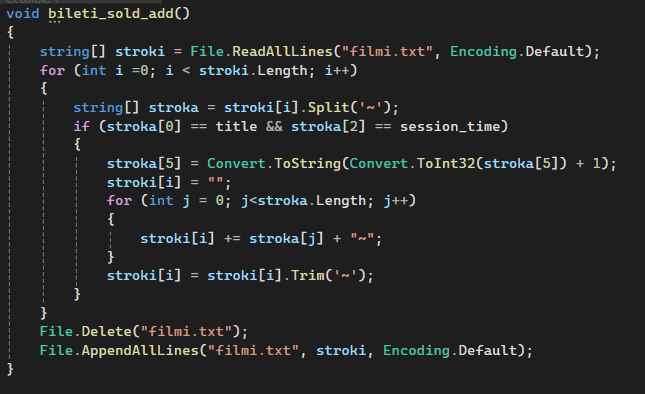 void bileti_sold_add()
{
string[] stroki = File.ReadAllLines("filmi.txt", Encoding.Default);
for (int i =0; i < stroki.Length; i++)
{
string[] stroka = stroki[i].Split('~');
if (stroka[0] == title && stroka[2] == session_time)
{
stroka[5] = Convert.ToString(Convert.ToInt32(stroka[5]) + 1);
stroki[i] = "";
for (int j = 0; j<stroka.Length; j++)
{
stroki[i] += stroka[j] + "~";
}
stroki[i] = stroki[i].Trim('~');
}
}
File.Delete("filmi.txt");
File.AppendAllLines("filmi.txt", stroki, Encoding.Default);
}